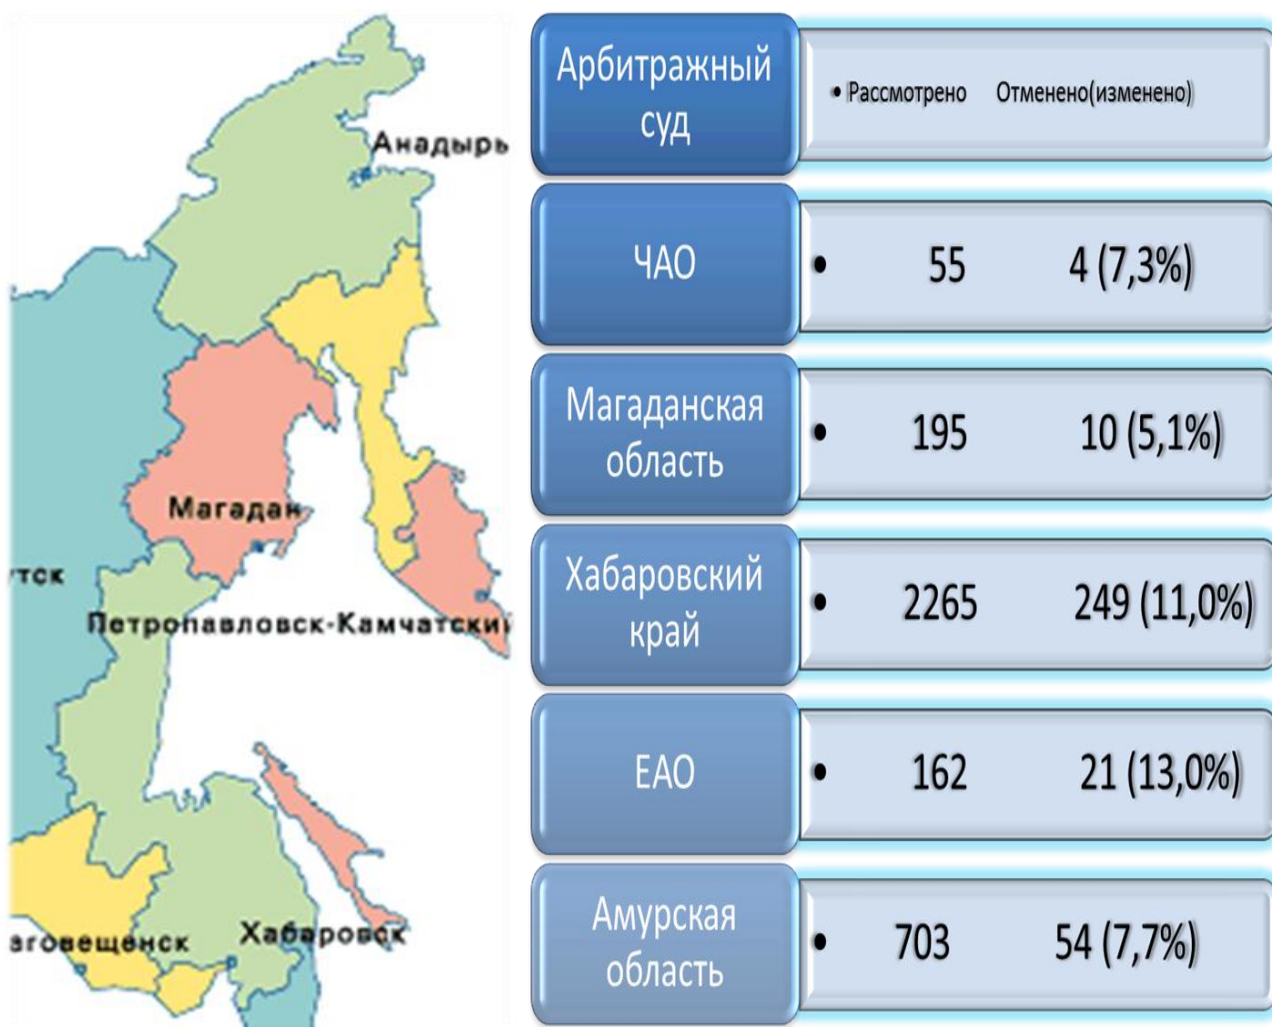 Анадырь
Магадан
утск
Петропавловск-Камчатский
аговещенск
Хабаровск
Арбитражный
суд
• Рассмотрено Отменено(изменено)
ЧАО
• 55 4 (7,3%)
Магаданская
область
• 195 10 (5,1%)
Хабаровский
край
• 2265 249 (11,0%)
ЕАО
• 162 21 (13,0%)
Амурская
область
• 703 54 (7,7%)